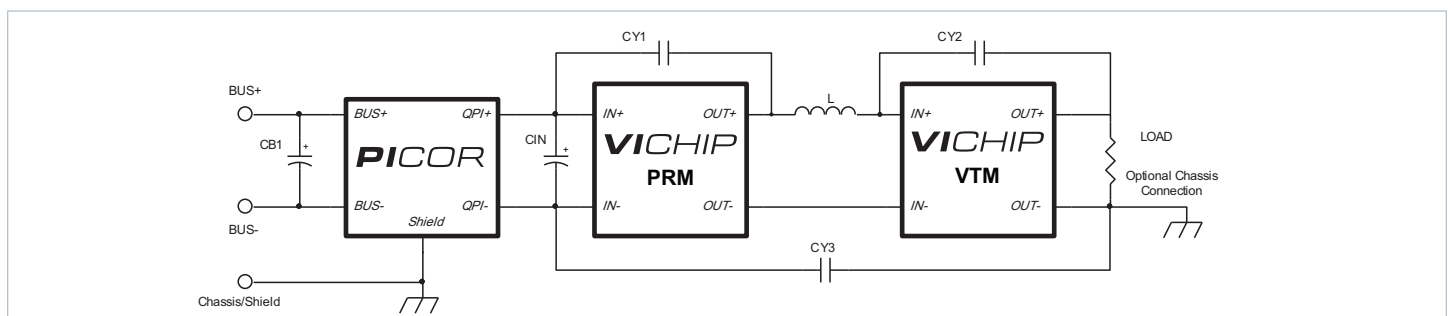 CY1
CY2
BUS+
BUS+
QPI+
IN+
OUT+
L
IN+
OUT+
CB1
+
PICOR
CIN
+
VICHIP
PRM
VICHIP
VTM
LOAD
Optional Chassis
Connection
BUS-
QPI-
IN-
OUT-
IN-
OUT-
BUS-
Shield
CY3
Chassis/Shield